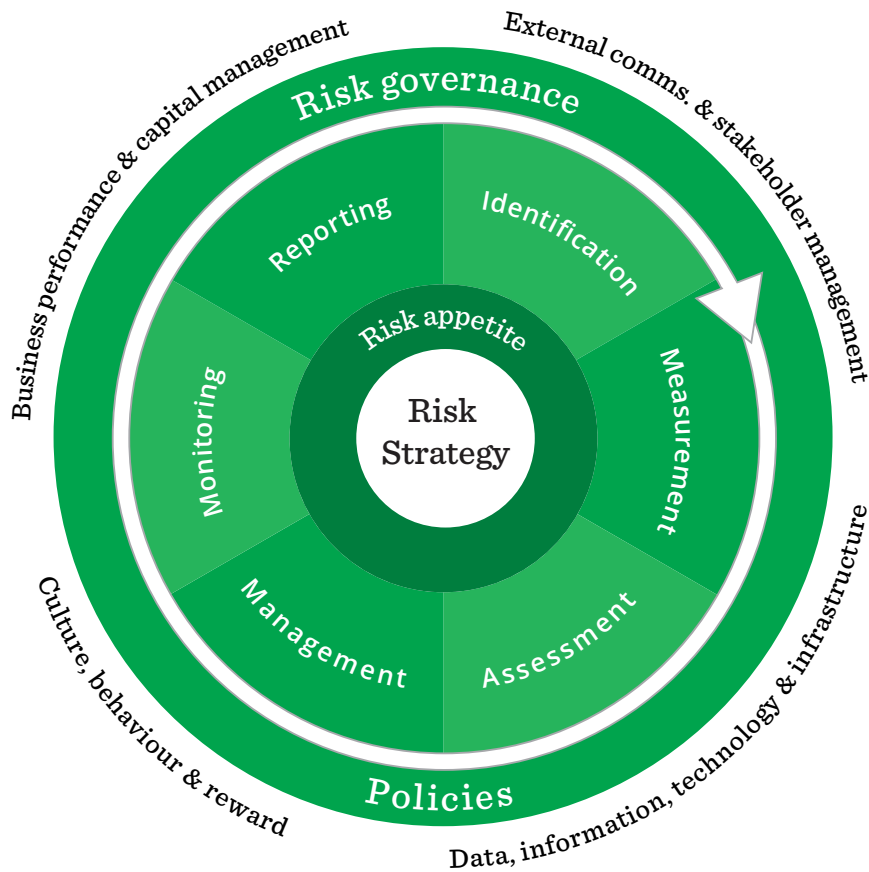 Business performance & capital management
External comms. & stakeholder management
Risk governance
Reporting
Identification
Risk appetite
Risk
Strategy
Monitoring
Measurement
Management
Assessment
Policies
Culture, behaviour & reward
Data, information, technology & infrastructure